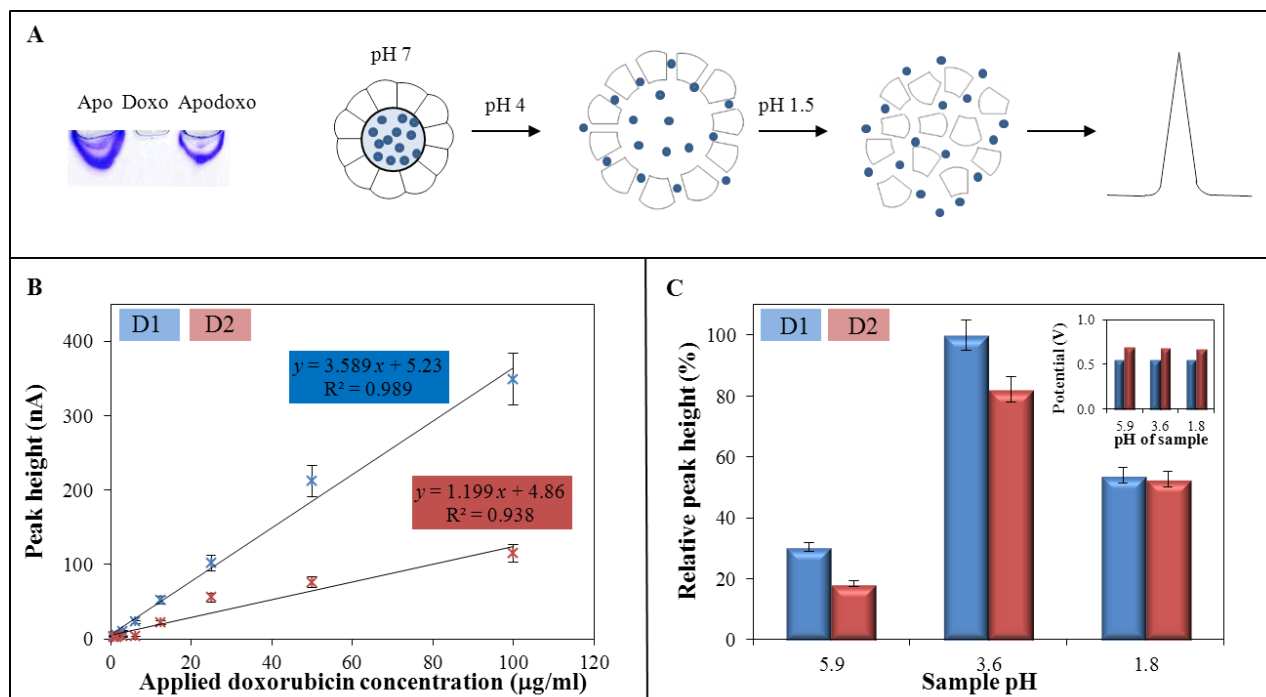 A
pH 7
Apo Doxo Apodoxo
pH 4
pH 1.5
B
D1 D2
400
300
200
100
0
y = 3.589 x + 5.23
R² = 0.989
y = 1.199 x + 4.86
R² = 0.938
0 20 40 60 80 100 120
Peak height (nA)
Applied doxorubicin concentration (µg/ml)
C
D1 D2
100
80
60
40
20
0
Relative peak height (%)
5.9 3.6 1.8
Sample pH
1.0
0.5
0.0
Potential (V)
5.9 3.6 1.8
pH of sample